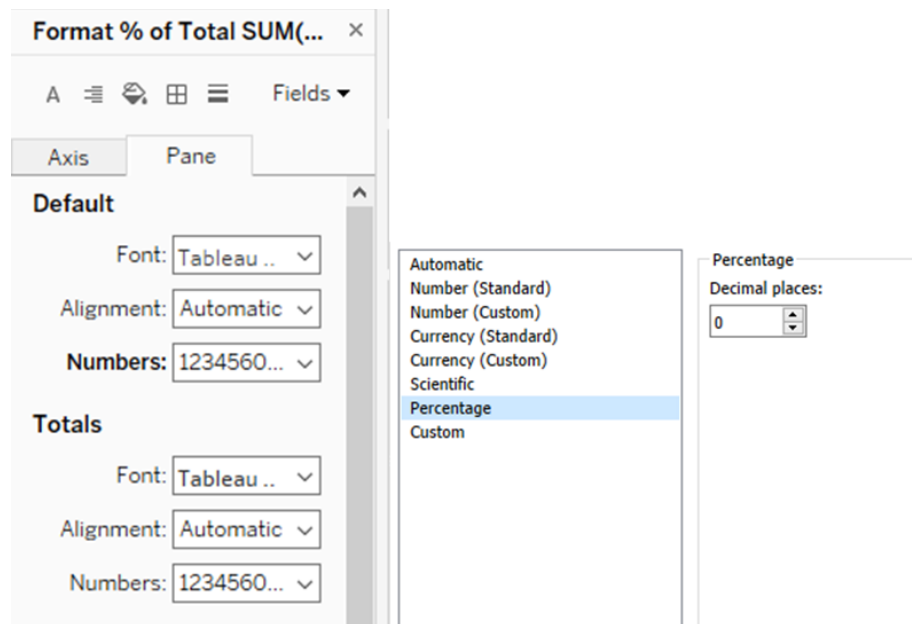 Format % of Total SUM(...
A
Fields
Axis
Pane
Default
Font: Tableau ..
Alignment: Automatic
Numbers: 1234560...
Totals
Font: Tableau ..
Alignment: Automatic
Numbers: 1234560...
Automatic
Number (Standard)
Number (Custom)
Currency (Standard)
Currency (Custom)
Scientific
Percentage
Custom
Percentage
Decimal places:
0